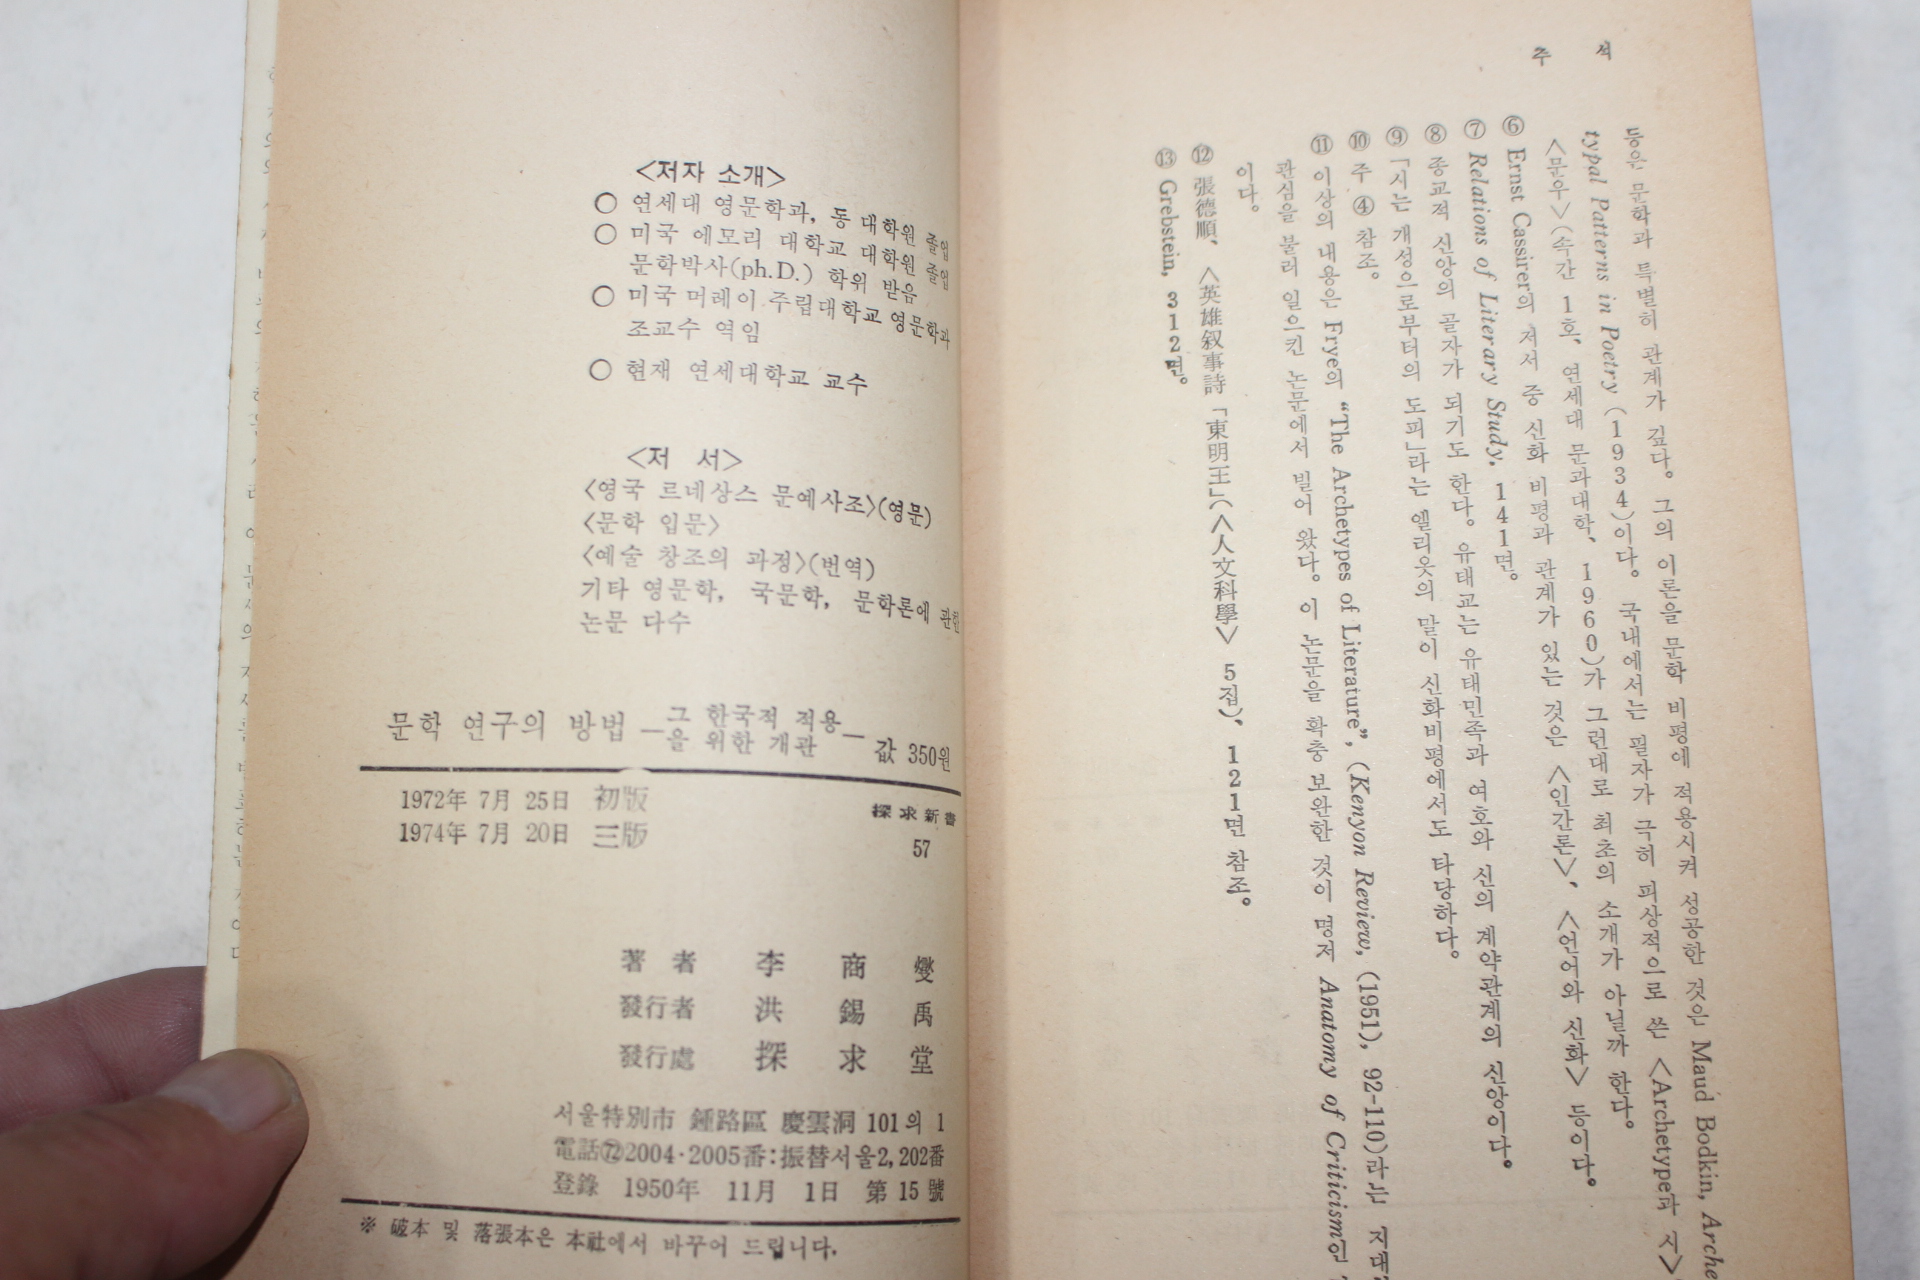 주 석
등은 문학과 특별히 관계가 깊다. 그의 이론을 문학 비평에 적용시켜 성공한 것은 Maud Bodkin, Arche
typal Patterns in Poetry (1934)이다. 국내에서는 필자가 극히 피상적으로 쓴 〈Archetype과 시〉
〈문우〉(속간 1호, 연세대 문과대학, 1960)가 그런대로 최초의 소개가 아닐까 한다.
⑥ Ernst Cassirer의 저서 중 신화 비평과 관계가 있는 것은 〈인간론〉, 〈언어와 신화〉 등이다.
⑦ Relations of Literary Study, 141면.
⑧ 종교적 신앙의 골자가 되기도 한다. 유태교는 유태민족과 여호와 신의 계약관계의 신앙이다.
⑨ 「시는 개성으로부터의 도피」라는 엘리옷의 말이 신화비평에서도 타당하다.
⑩ 주 ④ 참조.
⑪ 이상의 내용은 Frye의 “The Archetypes of Literature”, (Kenyon Review, (1951), 92-110)라는 지대
관심을 불러 일으킨 논문에서 빌어 왔다. 이 논문을 확충 보완한 것이 명저 Anatomy of Criticism인
이다.
⑫ 張德順, 〈英雄叙事詩「東明王」〉(〈人文科學〉 5집), 121면 참조.
⑬ Grebstein, 312면.
<저자 소개>
○ 연세대 영문학과, 동 대학원 졸업
○ 미국 에모리 대학교 대학원 졸업
문학박사(ph.D.) 학위 받음
○ 미국 머레이 주립대학교 영문학과
조교수 역임
○ 현재 연세대학교 교수
<저 서>
<영국 르네상스 문예사조>(영문)
<문학 입문>
<예술 창조의 과정>(번역)
기타 영문학, 국문학, 문학론에 관한
논문 다수
문학 연구의 방법 —그 한국적 적용
을 위한 개관— 값 350원
1972年 7月 25日 初版
1974年 7月 20日 三版
探求新書
57
著 者 李 商 燮
發行者 洪 錫 禹
發行處 探 求 堂
서울特別市 鍾路區 慶雲洞 101의 1
電話⑫2004·2005番:振替서울2,202番
登錄 1950年 11月 1日 第15號
※ 破本 및 落張本은 本社에서 바꾸어 드립니다.